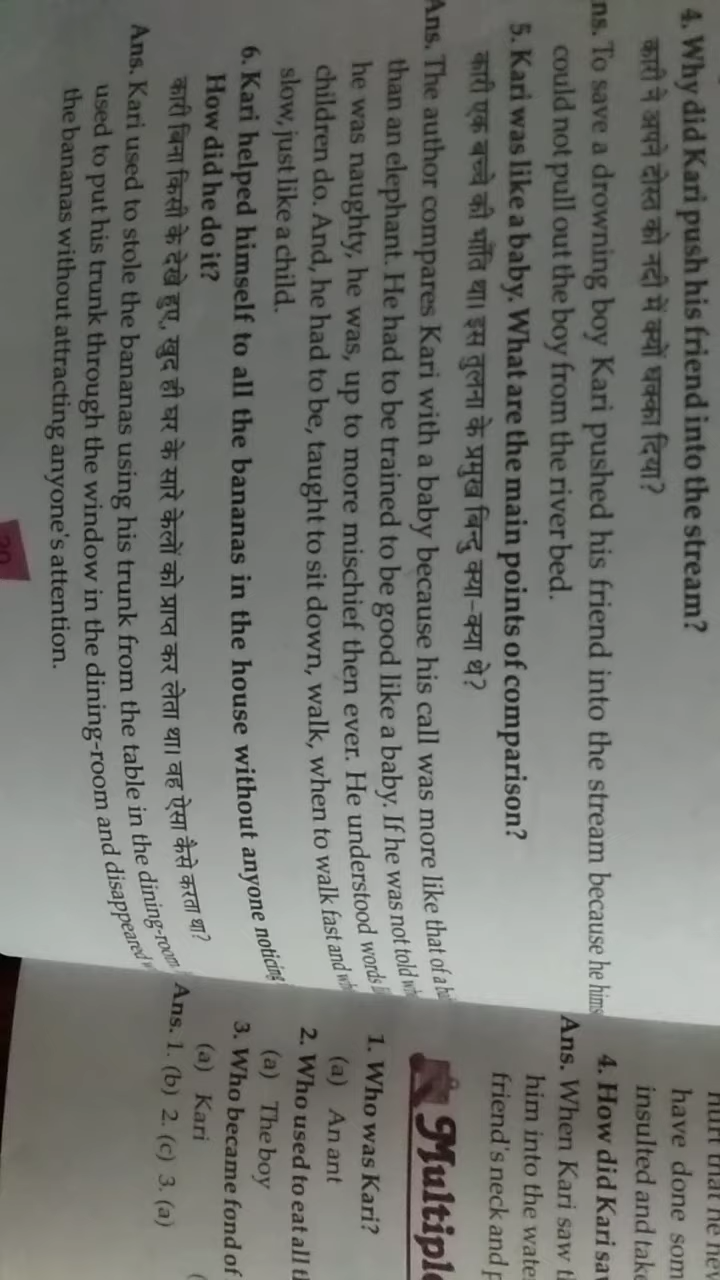 4. Why did Kari push his friend into the stream?
कारी ने अपने दोस्त को नदी में क्यों धक्का दिया?
ns. To save a drowning boy Kari pushed his friend into the stream because he hims
could not pull out the boy from the river bed.
5. Kari was like a baby. What are the main points of comparison?
कारी एक बच्चे की भाँति था। इस तुलना के प्रमुख बिन्दु क्या-क्या थे?
Ans. The author compares Kari with a baby because his call was more like that of a
than an elephant. He had to be trained to be good like a baby. If he was not told
he was naughty, he was, up to more mischief then ever. He understood words
children do. And, he had to be, taught to sit down, walk, when to walk fast and
slow, just like a child.
6. Kari helped himself to all the bananas in the house without anyone noticing
How did he do it?
कारी बिना किसी के देखे हुए, खुद ही घर के सारे केलों को प्राप्त कर लेता था। वह ऐसा कैसे करता था?
Ans. Kari used to stole the bananas using his trunk from the table in the dining-room.
used to put his trunk through the window in the dining-room and disappeared
the bananas without attracting anyone's attention.
have done som
insulted and tak
4. How did Kari sa
Ans. When Kari saw t
him into the wate
friend's neck and p
Multiple
1. Who was Kari?
(a) An ant
2. Who used to eat all th
(a) The boy
3. Who became fond of
(a) Kari
Ans. 1. (b) 2. (c) 3. (a)